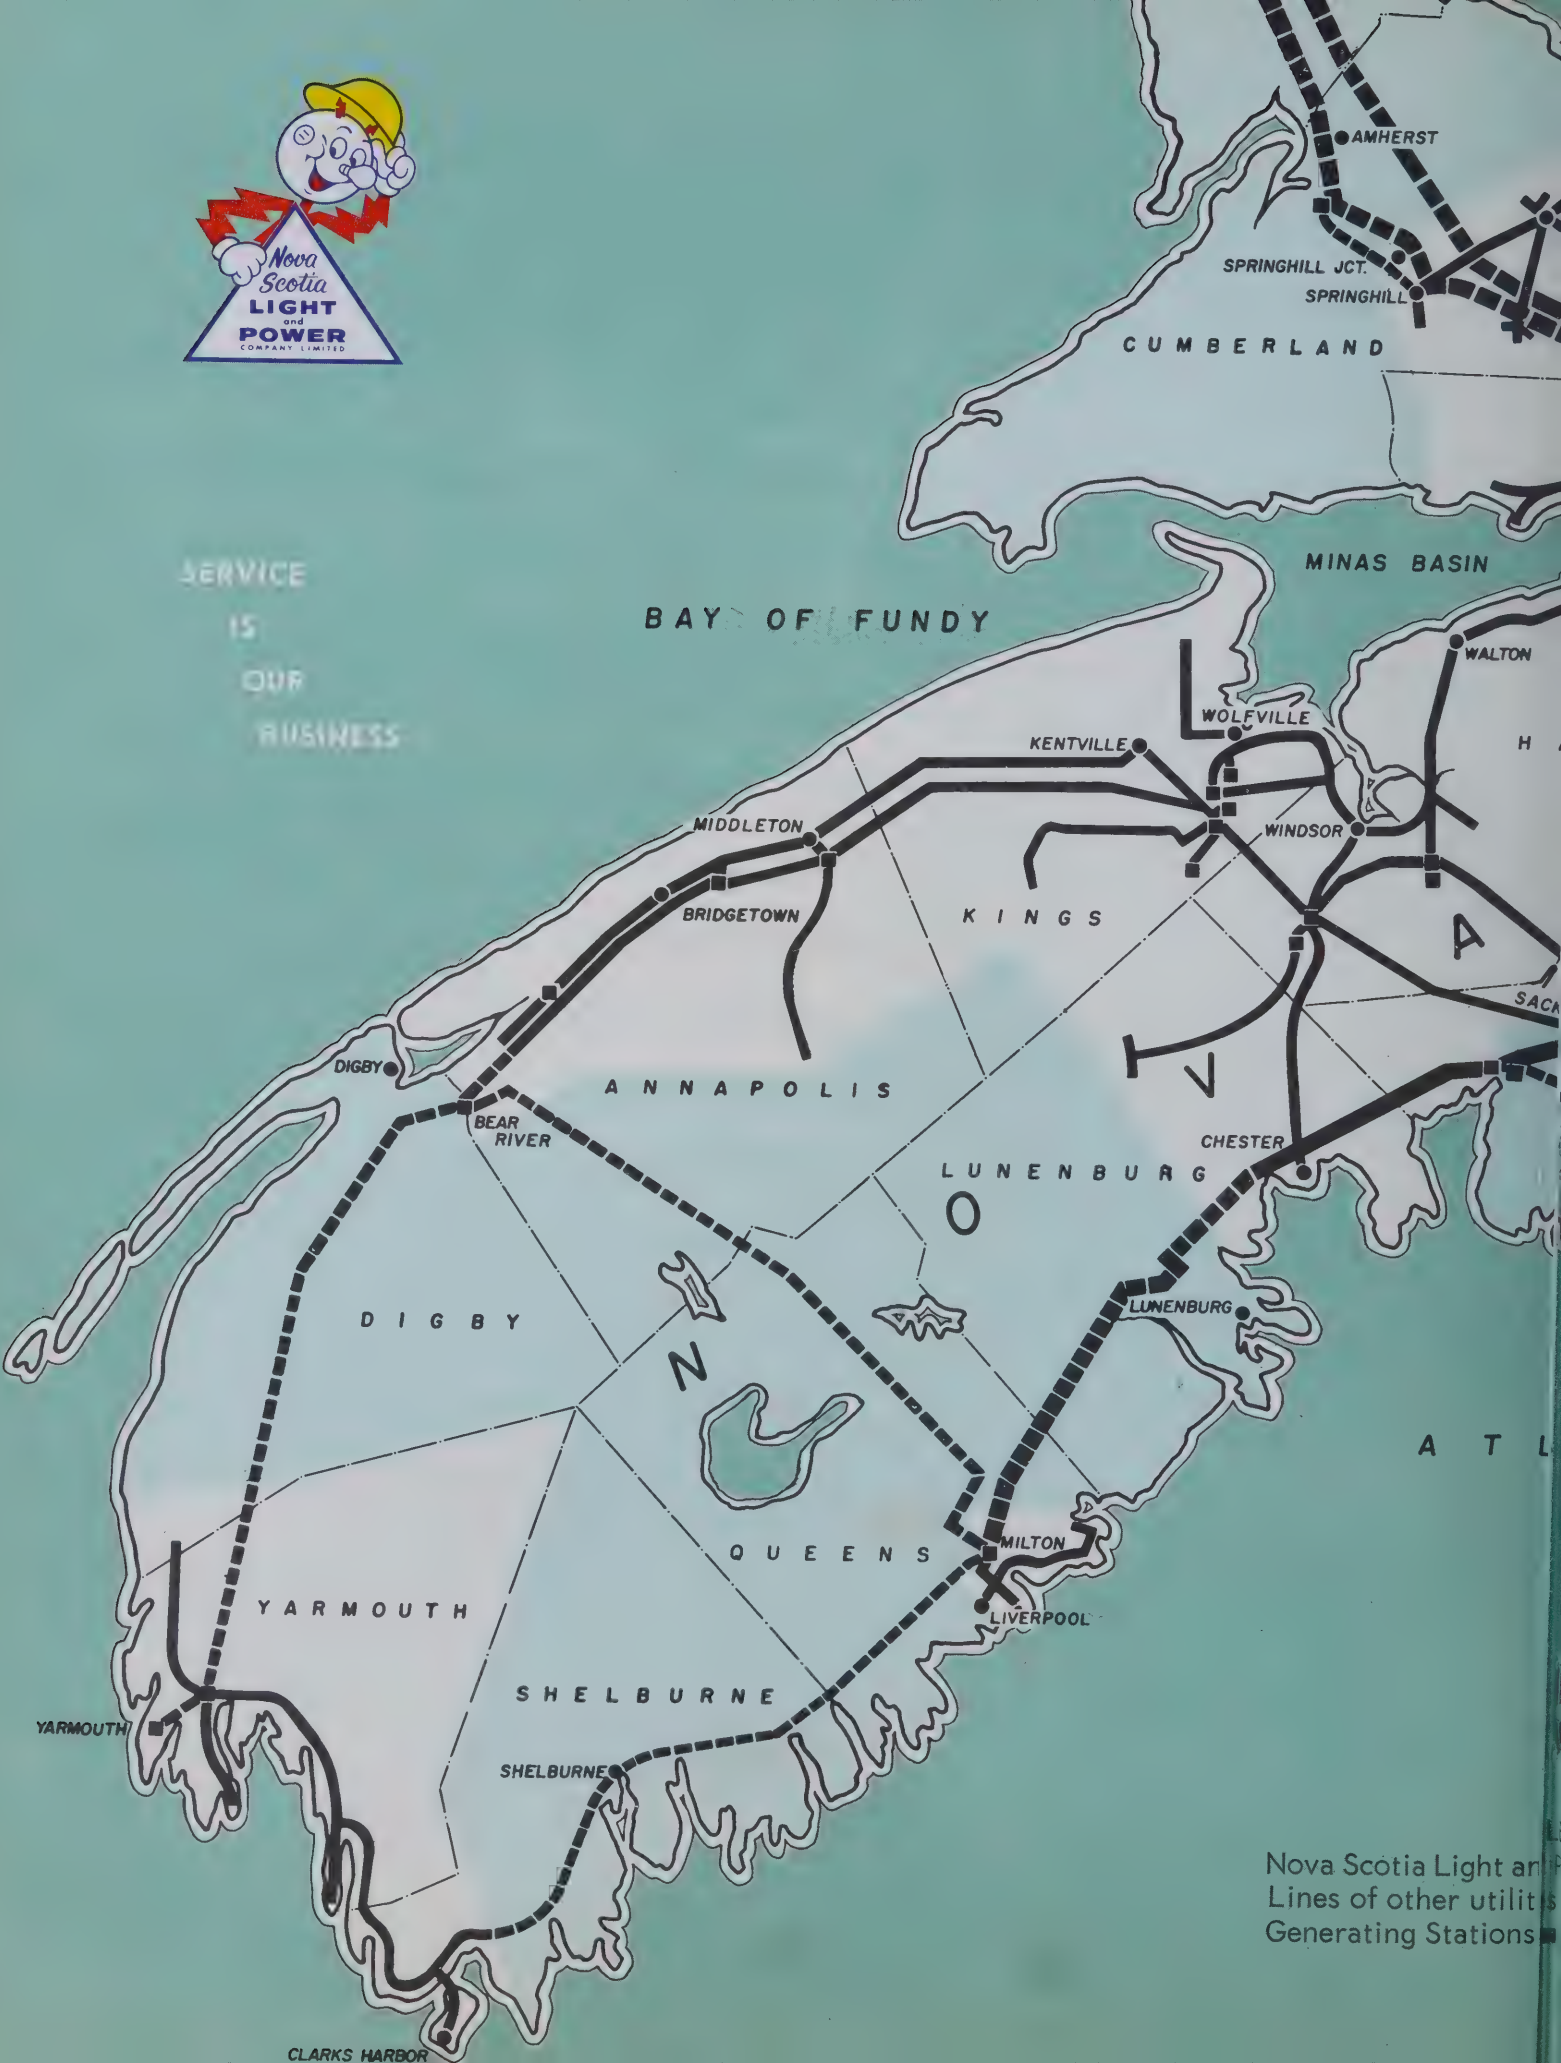 Nova
Scotia
LIGHT
and
POWER
COMPANY LIMITED
AMHERST
SPRINGHILL JCT.
SPRINGHILL
CUMBERLAND
SERVICE
IS
OUR
BUSINESS
MINAS BASIN
BAY OF FUNDY
WALTON
WOLFVILLE
KENTVILLE
H
MIDDLETON
WINDSOR
BRIDGETOWN
KINGS
A
SACK
DIGBY
V
ANNAPOLIS
BEAR
RIVER
CHESTER
LUNENBURG
O
LUNENBURG
DIGBY
N
ATL
MILTON
QUEENS
YARMOUTH
LIVERPOOL
SHELBURNE
YARMOUTH
SHELBURNE
Nova Scotia Light an
Lines of other utilit
Generating Stations
CLARKS HARBOR